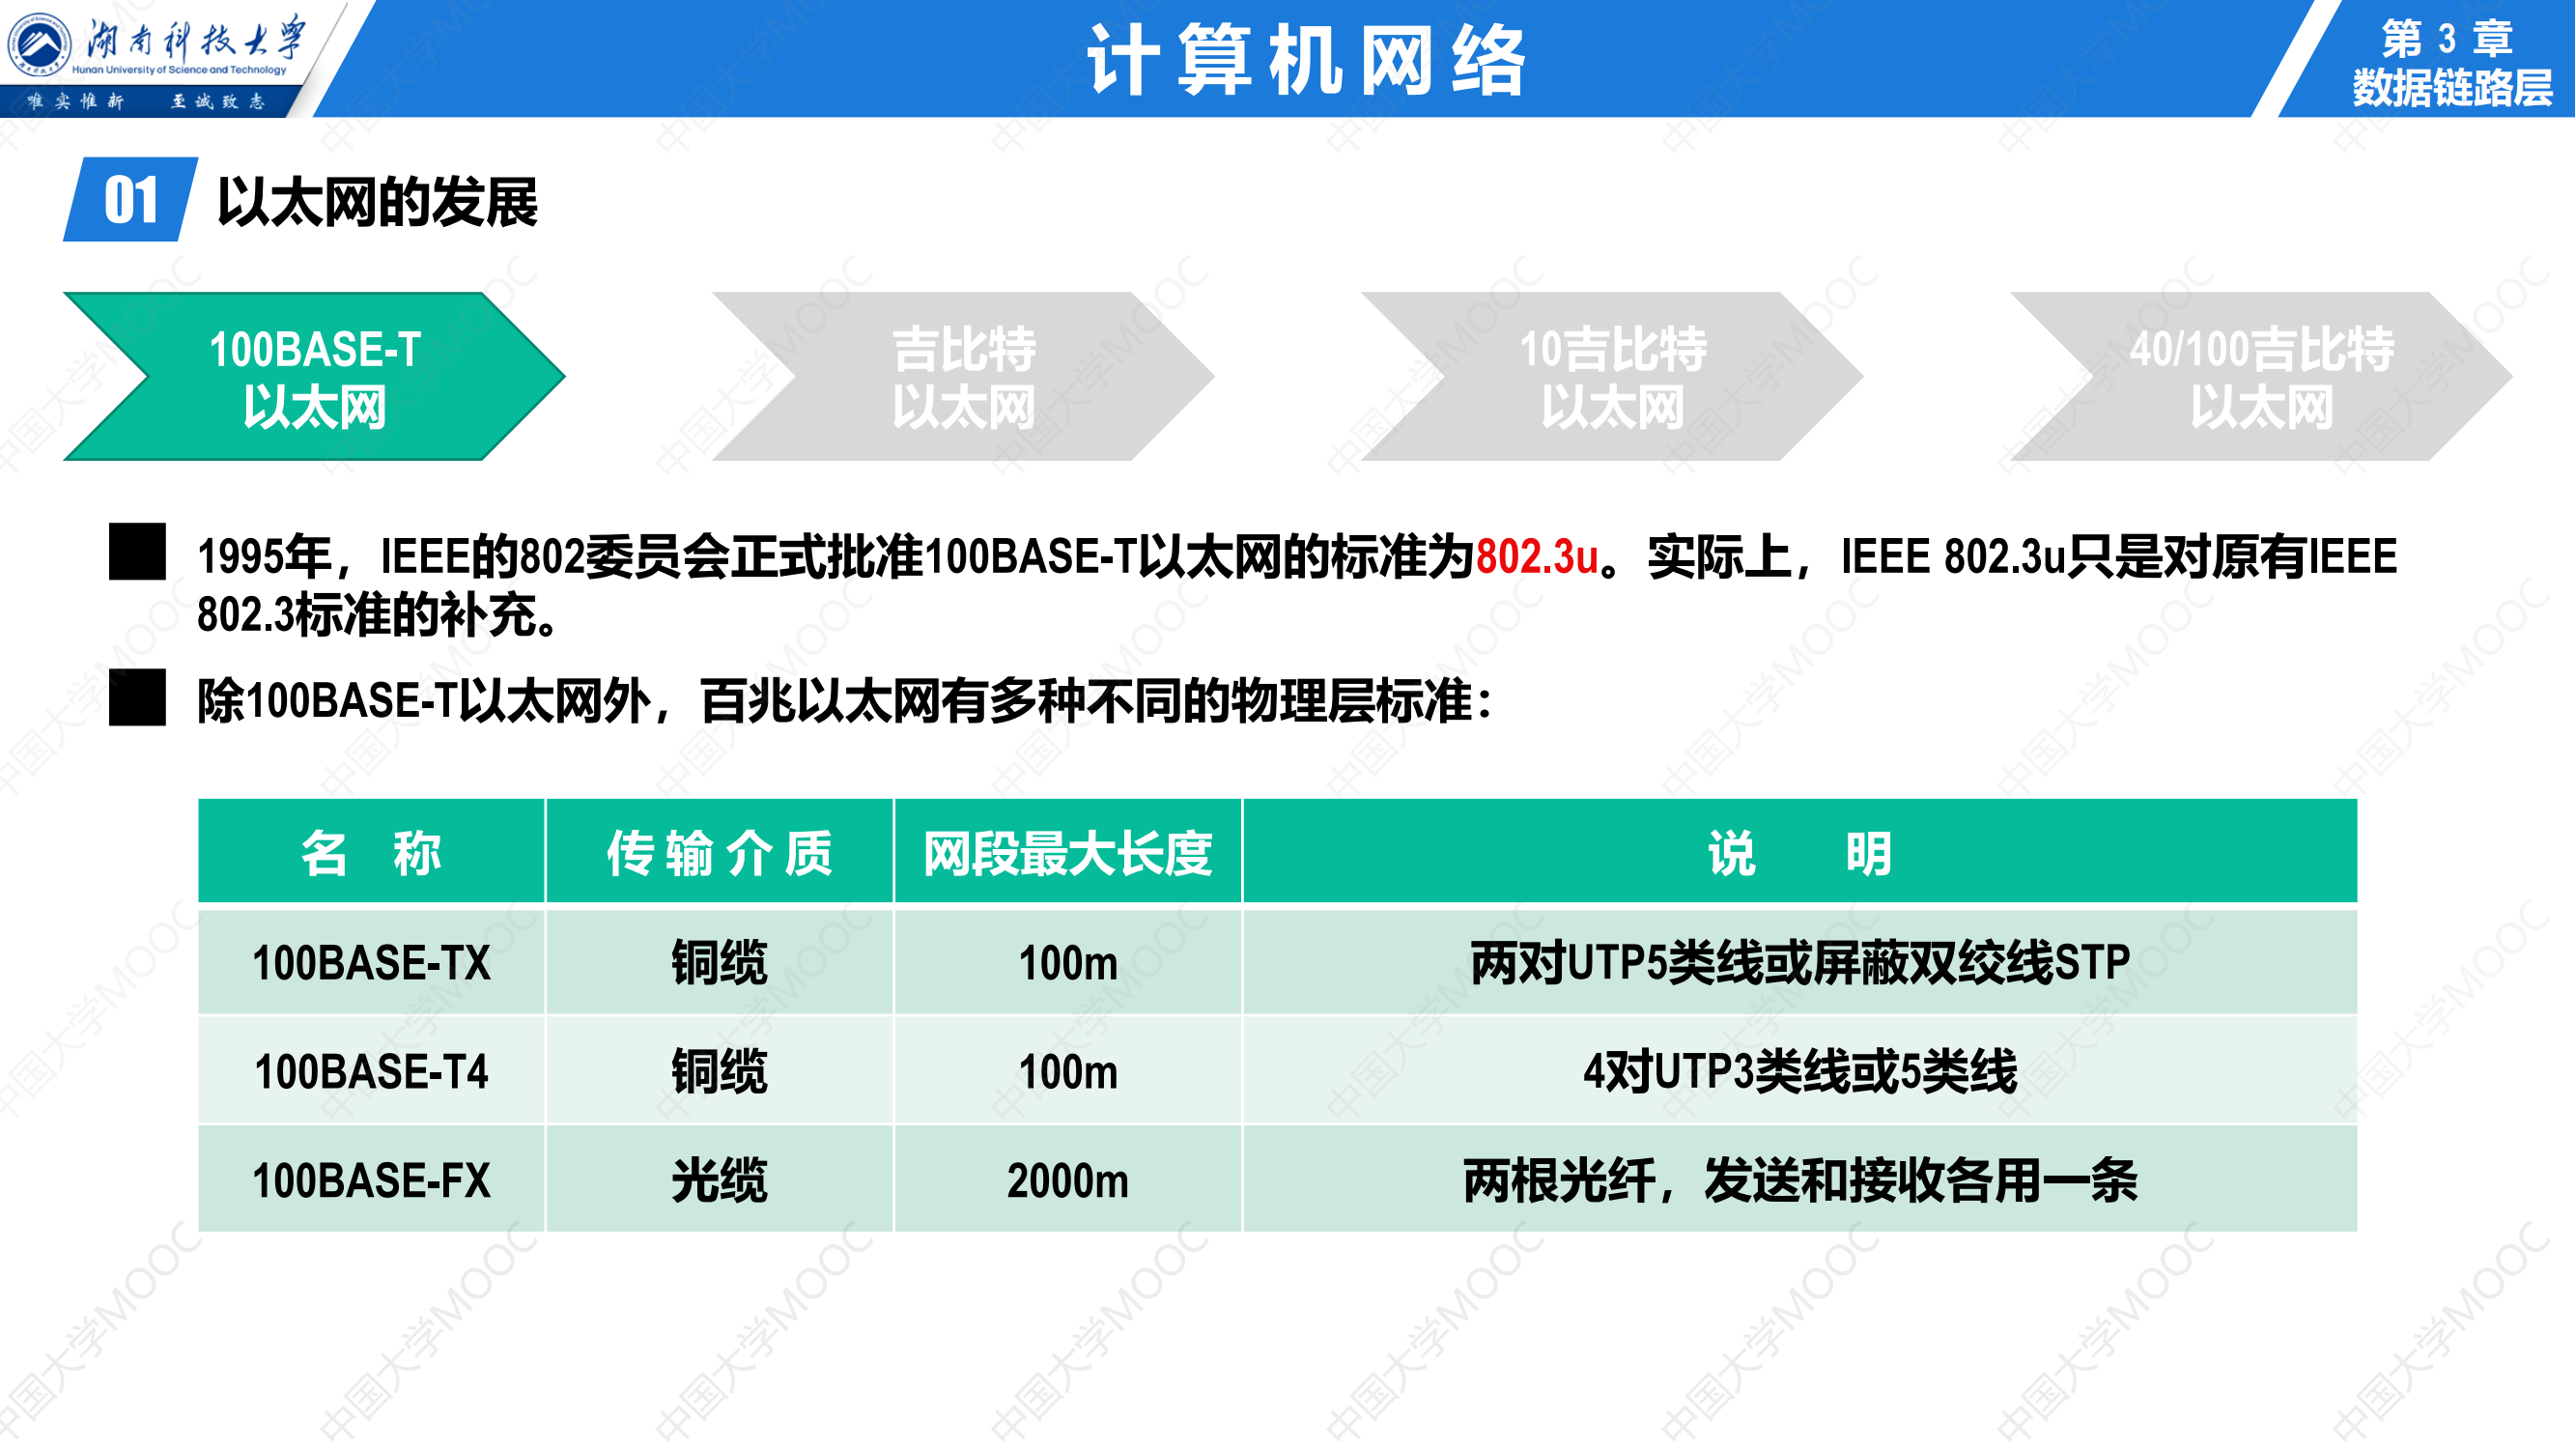 湖南科技大学
Hunan University of Science and Technology
唯实惟新 至诚致志
计算机网络
第 3 章
数据链路层
01 以太网的发展
100BASE-T
以太网
吉比特
以太网
10吉比特
以太网
40/100吉比特
以太网
1995年，IEEE的802委员会正式批准100BASE-T以太网的标准为802.3u。实际上，IEEE 802.3u只是对原有IEEE
802.3标准的补充。
除100BASE-T以太网外，百兆以太网有多种不同的物理层标准：
名 称 传 输 介 质 网段最大长度 说 明
100BASE-TX 铜缆 100m 两对UTP5类线或屏蔽双绞线STP
100BASE-T4 铜缆 100m 4对UTP3类线或5类线
100BASE-FX 光缆 2000m 两根光纤，发送和接收各用一条
中国大学MOOC